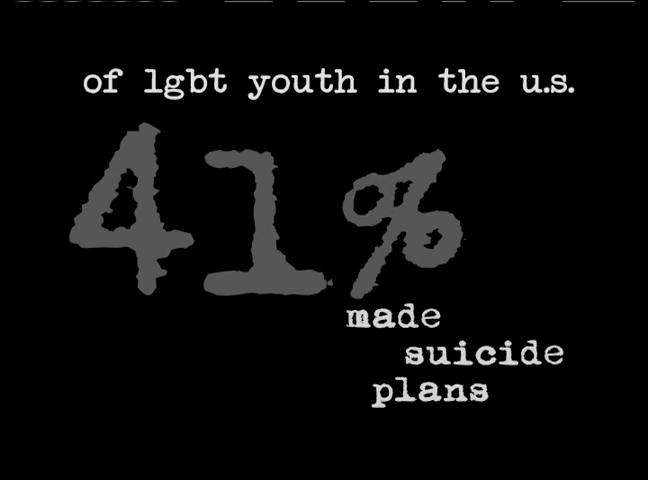 of lgbt youth in the u.s.
41%
made
suicide
plans